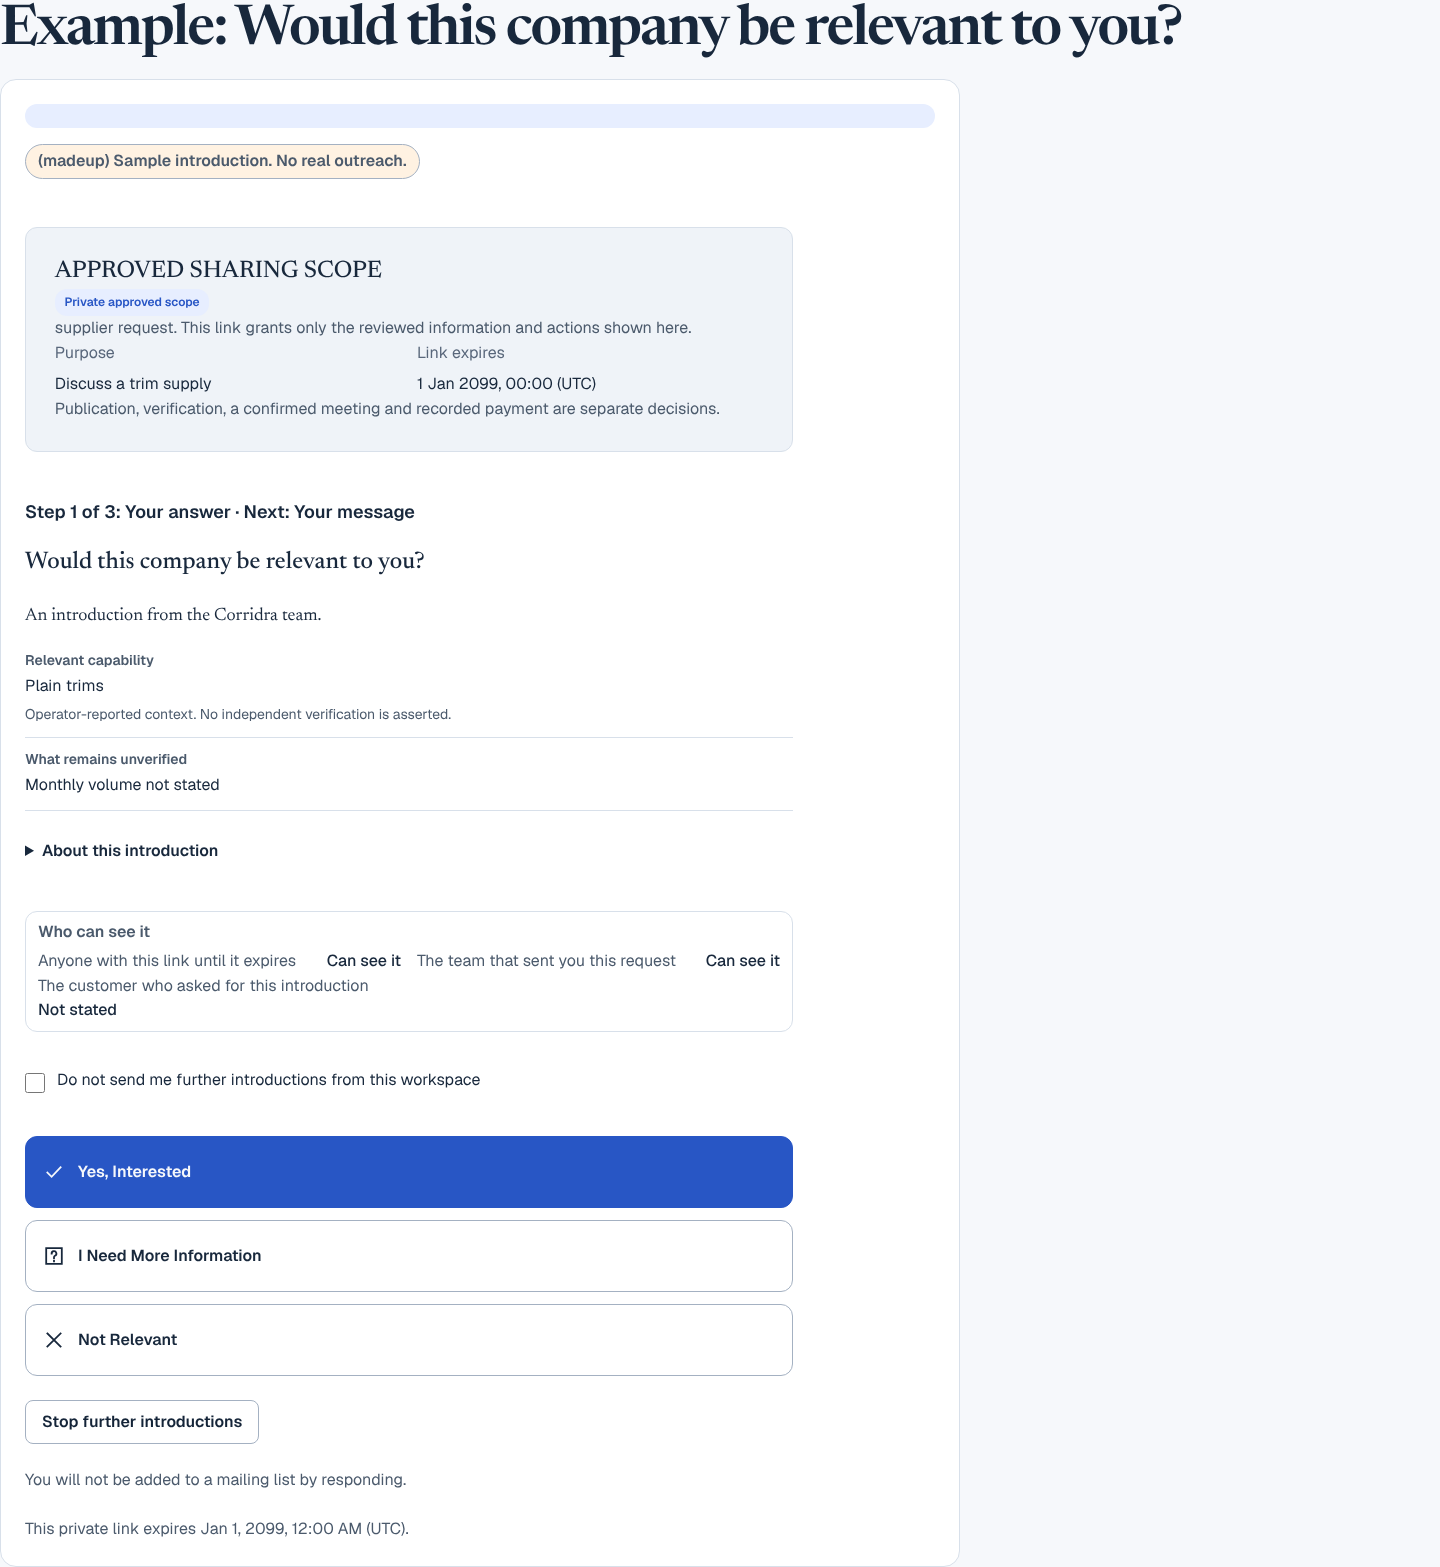 Example: Would this company be relevant to you?
(madeup) Sample introduction. No real outreach.
APPROVED SHARING SCOPE
Private approved scope
supplier request. This link grants only the reviewed information and actions shown here.
Purpose
Link expires
Discuss a trim supply
1 Jan 2099, 00:00 (UTC)
Publication, verification, a confirmed meeting and recorded payment are separate decisions.
Step 1 of 3: Your answer · Next: Your message
Would this company be relevant to you?
An introduction from the Corridra team.
Relevant capability
Plain trims
Operator-reported context. No independent verification is asserted.
What remains unverified
Monthly volume not stated
About this introduction
Who can see it
Anyone with this link until it expires Can see it
The team that sent you this request Can see it
The customer who asked for this introduction
Not stated
Do not send me further introductions from this workspace
Yes, Interested
I Need More Information
Not Relevant
Stop further introductions
You will not be added to a mailing list by responding.
This private link expires Jan 1, 2099, 12:00 AM (UTC).